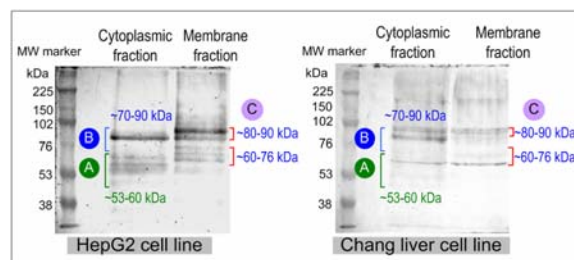 Cytoplasmic fraction
Membrane fraction
MW marker
kDa
225
150
102
76
53
38
~70-90 kDa
B
A
C
~80-90 kDa
~60-76 kDa
~53-60 kDa
HepG2 cell line
Cytoplasmic fraction
Membrane fraction
MW marker
kDa
225
150
102
76
53
38
~70-90 kDa
B
A
C
~80-90 kDa
~60-76 kDa
~53-60 kDa
Chang liver cell line